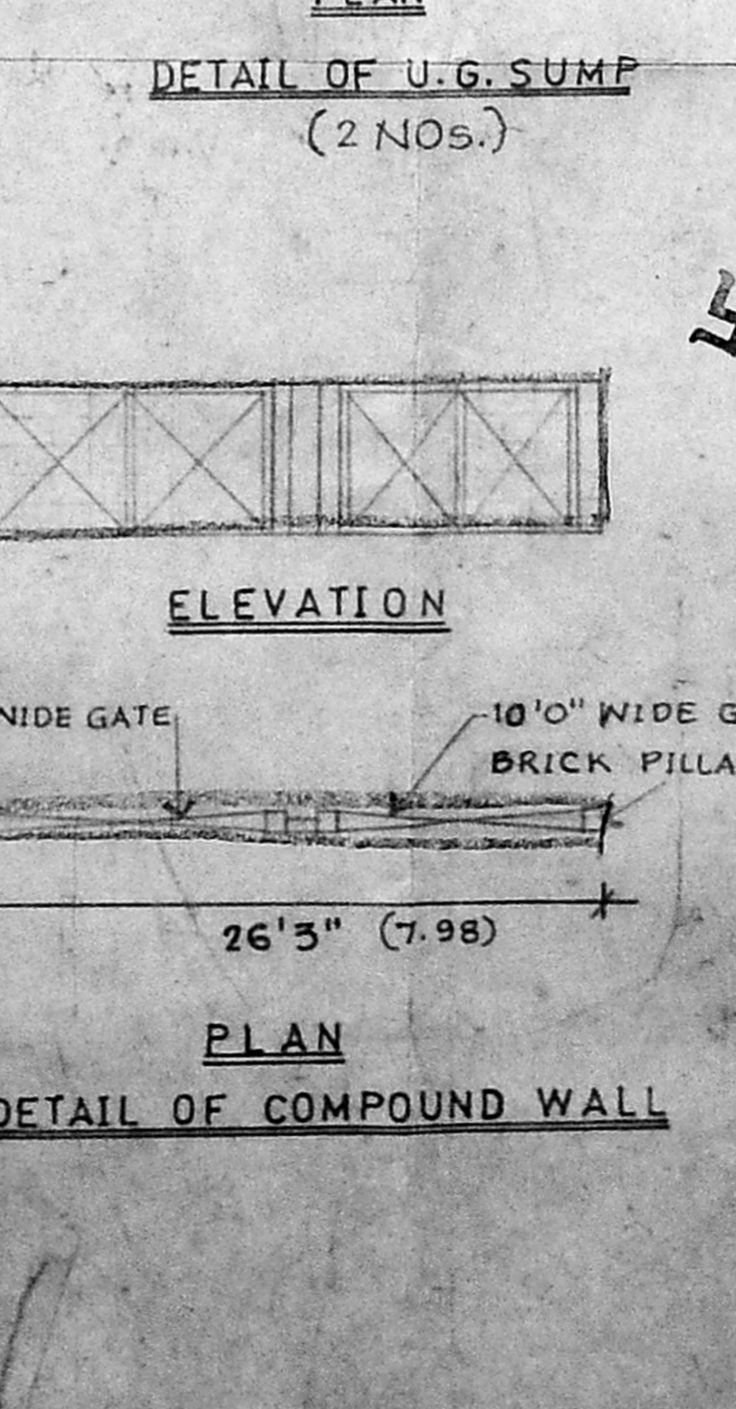 PLAN
DETAIL OF U.G. SUMP
(2 NOs.)
ELEVATION
WIDE GATE
10'0" WIDE G
BRICK PILLA
26'3" (7.98)
PLAN
DETAIL OF COMPOUND WALL